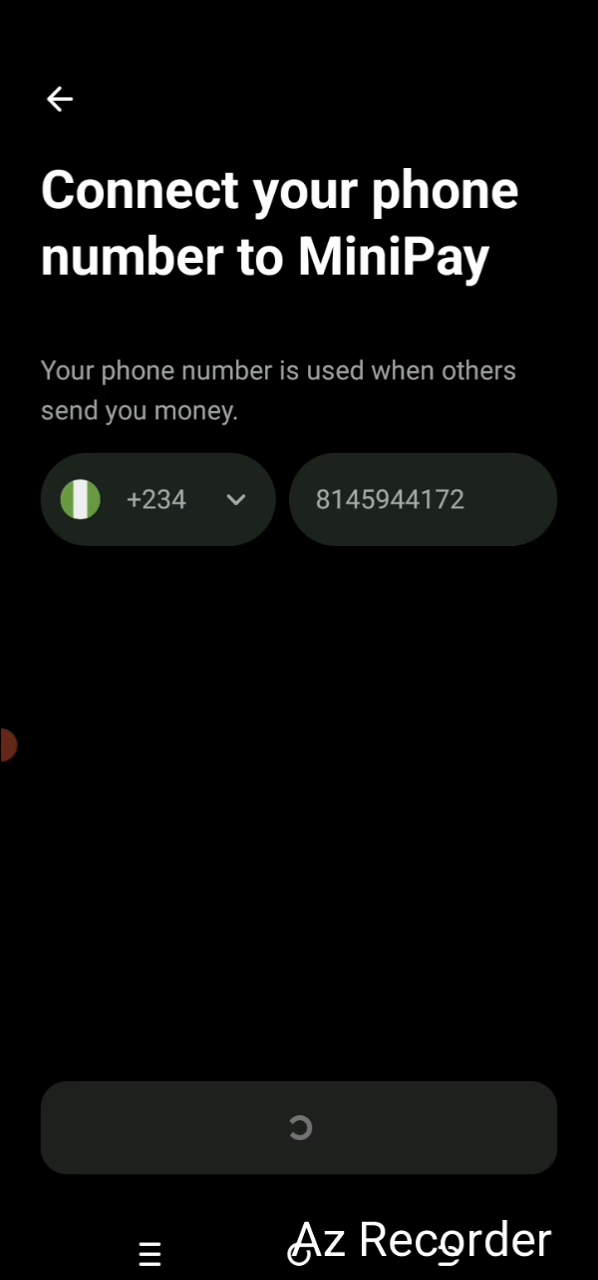 Connect your phone
number to MiniPay
Your phone number is used when others
send you money.
+234 8145944172
Az Recorder